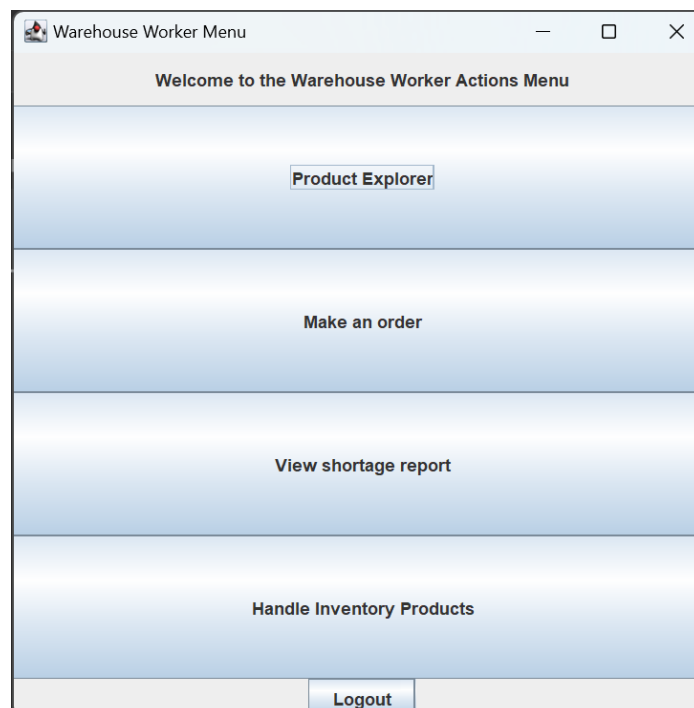 Warehouse Worker Menu
Welcome to the Warehouse Worker Actions Menu
Product Explorer
Make an order
View shortage report
Handle Inventory Products
Logout